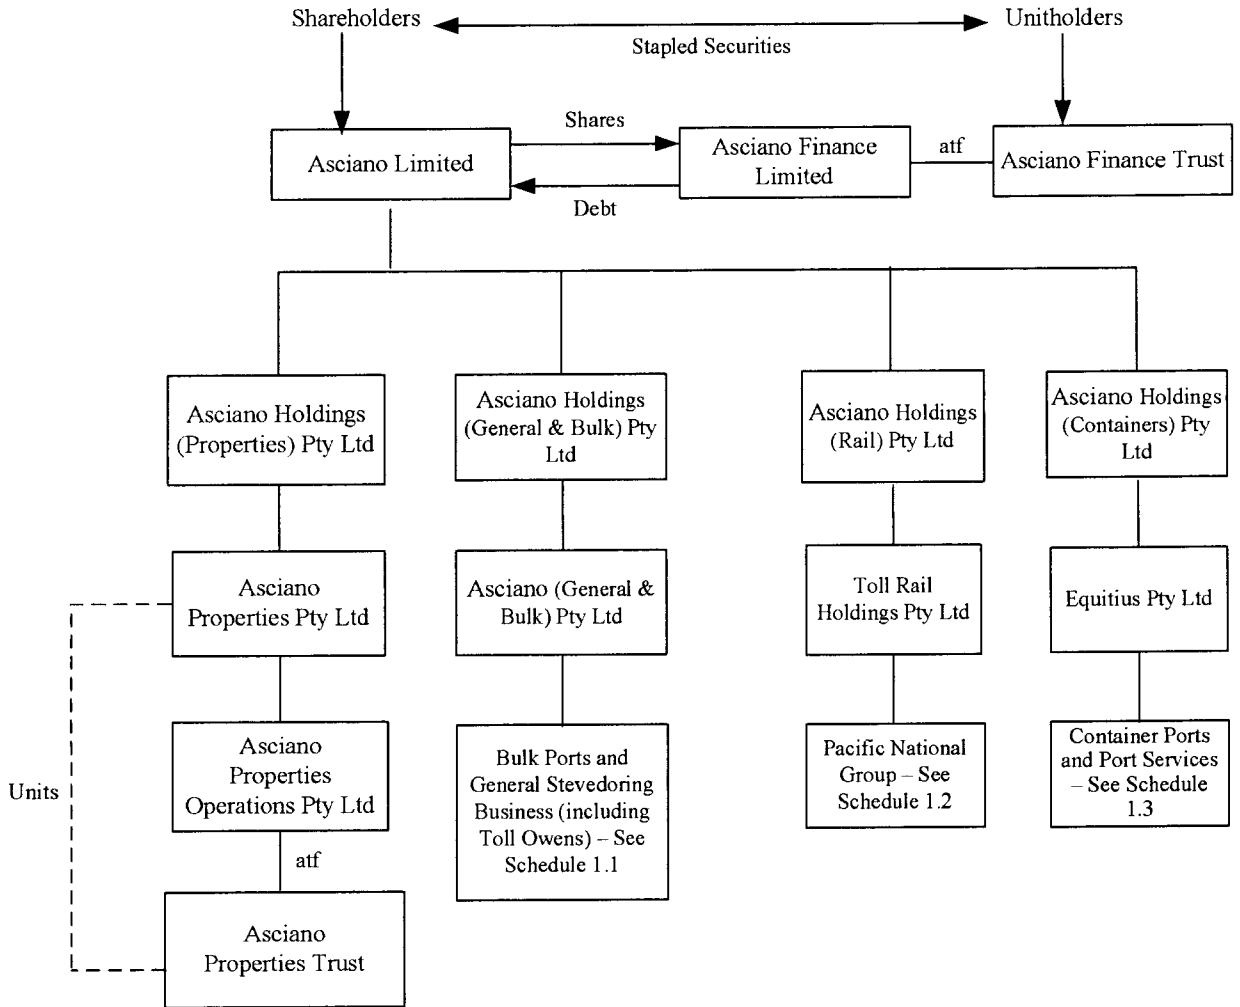 Shareholders
Unitholders
Stapled Securities
Asciano Limited
Shares
Debt
Asciano Finance
Limited
atf
Asciano Finance Trust
Asciano Holdings
(Properties) Pty Ltd
Asciano Holdings
(General & Bulk) Pty
Ltd
Asciano Holdings
(Rail) Pty Ltd
Asciano Holdings
(Containers) Pty
Ltd
Asciano
Properties Pty Ltd
Asciano (General &
Bulk) Pty Ltd
Toll Rail
Holdings Pty Ltd
Equitius Pty Ltd
Units
Asciano
Properties
Operations Pty Ltd
Bulk Ports and
General Stevedoring
Business (including
Toll Owens) – See
Schedule 1.1
Pacific National
Group – See
Schedule 1.2
Container Ports
and Port Services
– See Schedule
1.3
atf
Asciano
Properties Trust